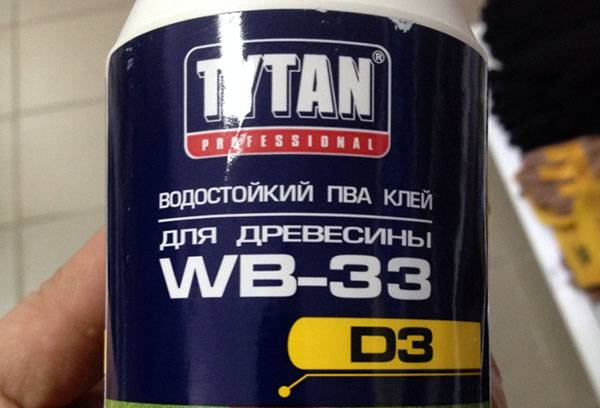 TYTAN®
PROFESSIONAL
ВОДОСТОЙКИЙ ПВА КЛЕЙ
ДЛЯ ДРЕВЕСИНЫ
WB-33
D3